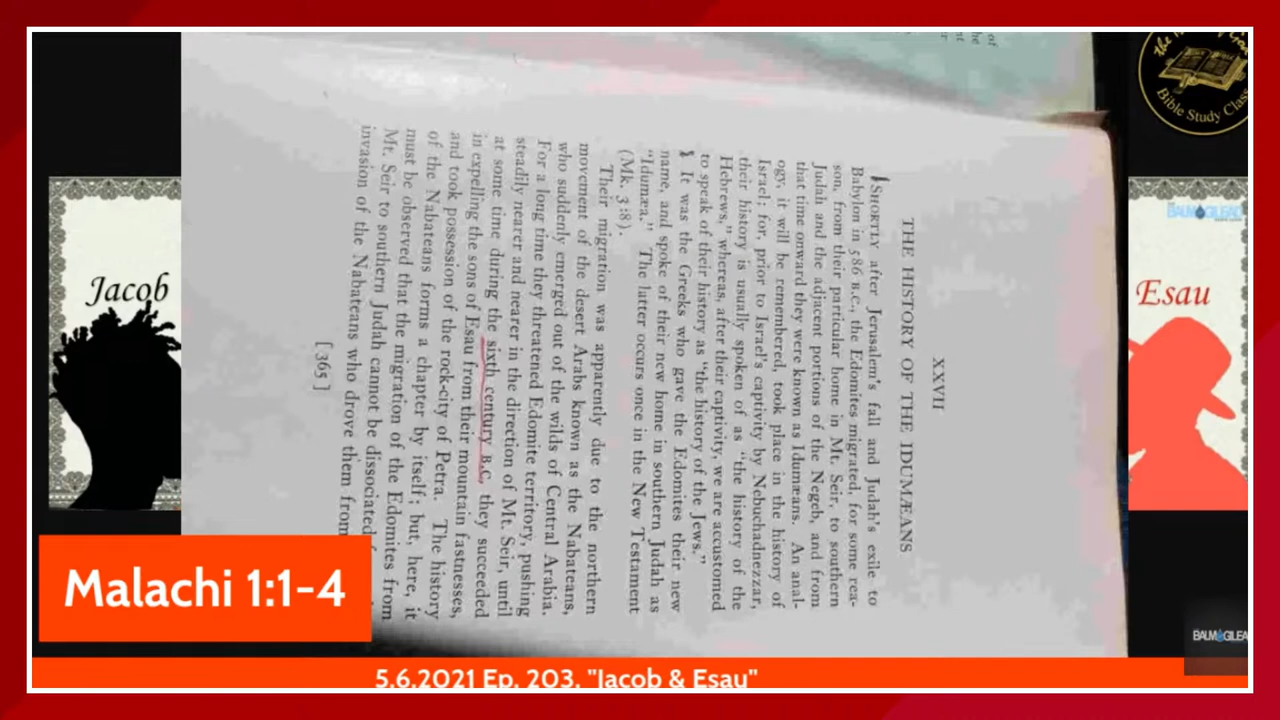 XXVII
THE HISTORY OF THE IDUMÆANS
SHORTLY after Jerusalem's fall and Judah's exile to
Babylon in 586 B.C., the Edomites migrated, for some rea-
son, from their particular home in Mt. Seir, to southern
Judah and the adjacent portions of the Negeb, and from
that time onward they were known as Idumæans. An anal-
ogy, it will be remembered, took place in the history of
Israel; for, prior to Israel's captivity by Nebuchadnezzar,
their history is usually spoken of as "the history of the
Hebrews," whereas, after their captivity, we are accustomed
to speak of their history as "the history of the Jews."
It was the Greeks who gave the Edomites their new
name, and spoke of their new home in southern Judah as
"Idumæa." The latter occurs once in the New Testament
(Mk. 3:8).
Their migration was apparently due to the northern
movement of the desert Arabs known as the Nabateans,
who suddenly emerged out of the wilds of Central Arabia.
For a long time they threatened Edomite territory, pushing
steadily nearer and nearer in the direction of Mt. Seir, until
at some time during the sixth century B.C. they succeeded
in expelling the sons of Esau from their mountain fastnesses,
and took possession of the rock-city of Petra. The history
of the Nabateans forms a chapter by itself; but, here, it
must be observed that the migration of the Edomites from
Mt. Seir to southern Judah cannot be dissociated
invasion of the Nabateans who drove them from
[365]
Jacob
Esau
Bible Study Class
BALM GILEAD
Malachi 1:1-4
5.6.2021 Ep. 203, "Jacob & Esau"